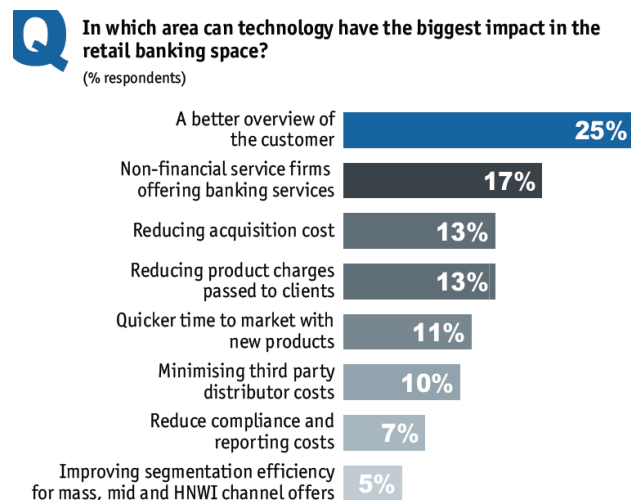 Q
In which area can technology have the biggest impact in the
retail banking space?
(% respondents)
A better overview of
the customer
25%
Non-financial service firms
offering banking services
17%
Reducing acquisition cost
13%
Reducing product charges
passed to clients
13%
Quicker time to market with
new products
11%
Minimising third party
distributor costs
10%
Reduce compliance and
reporting costs
7%
Improving segmentation efficiency
for mass, mid and HNWI channel offers
5%